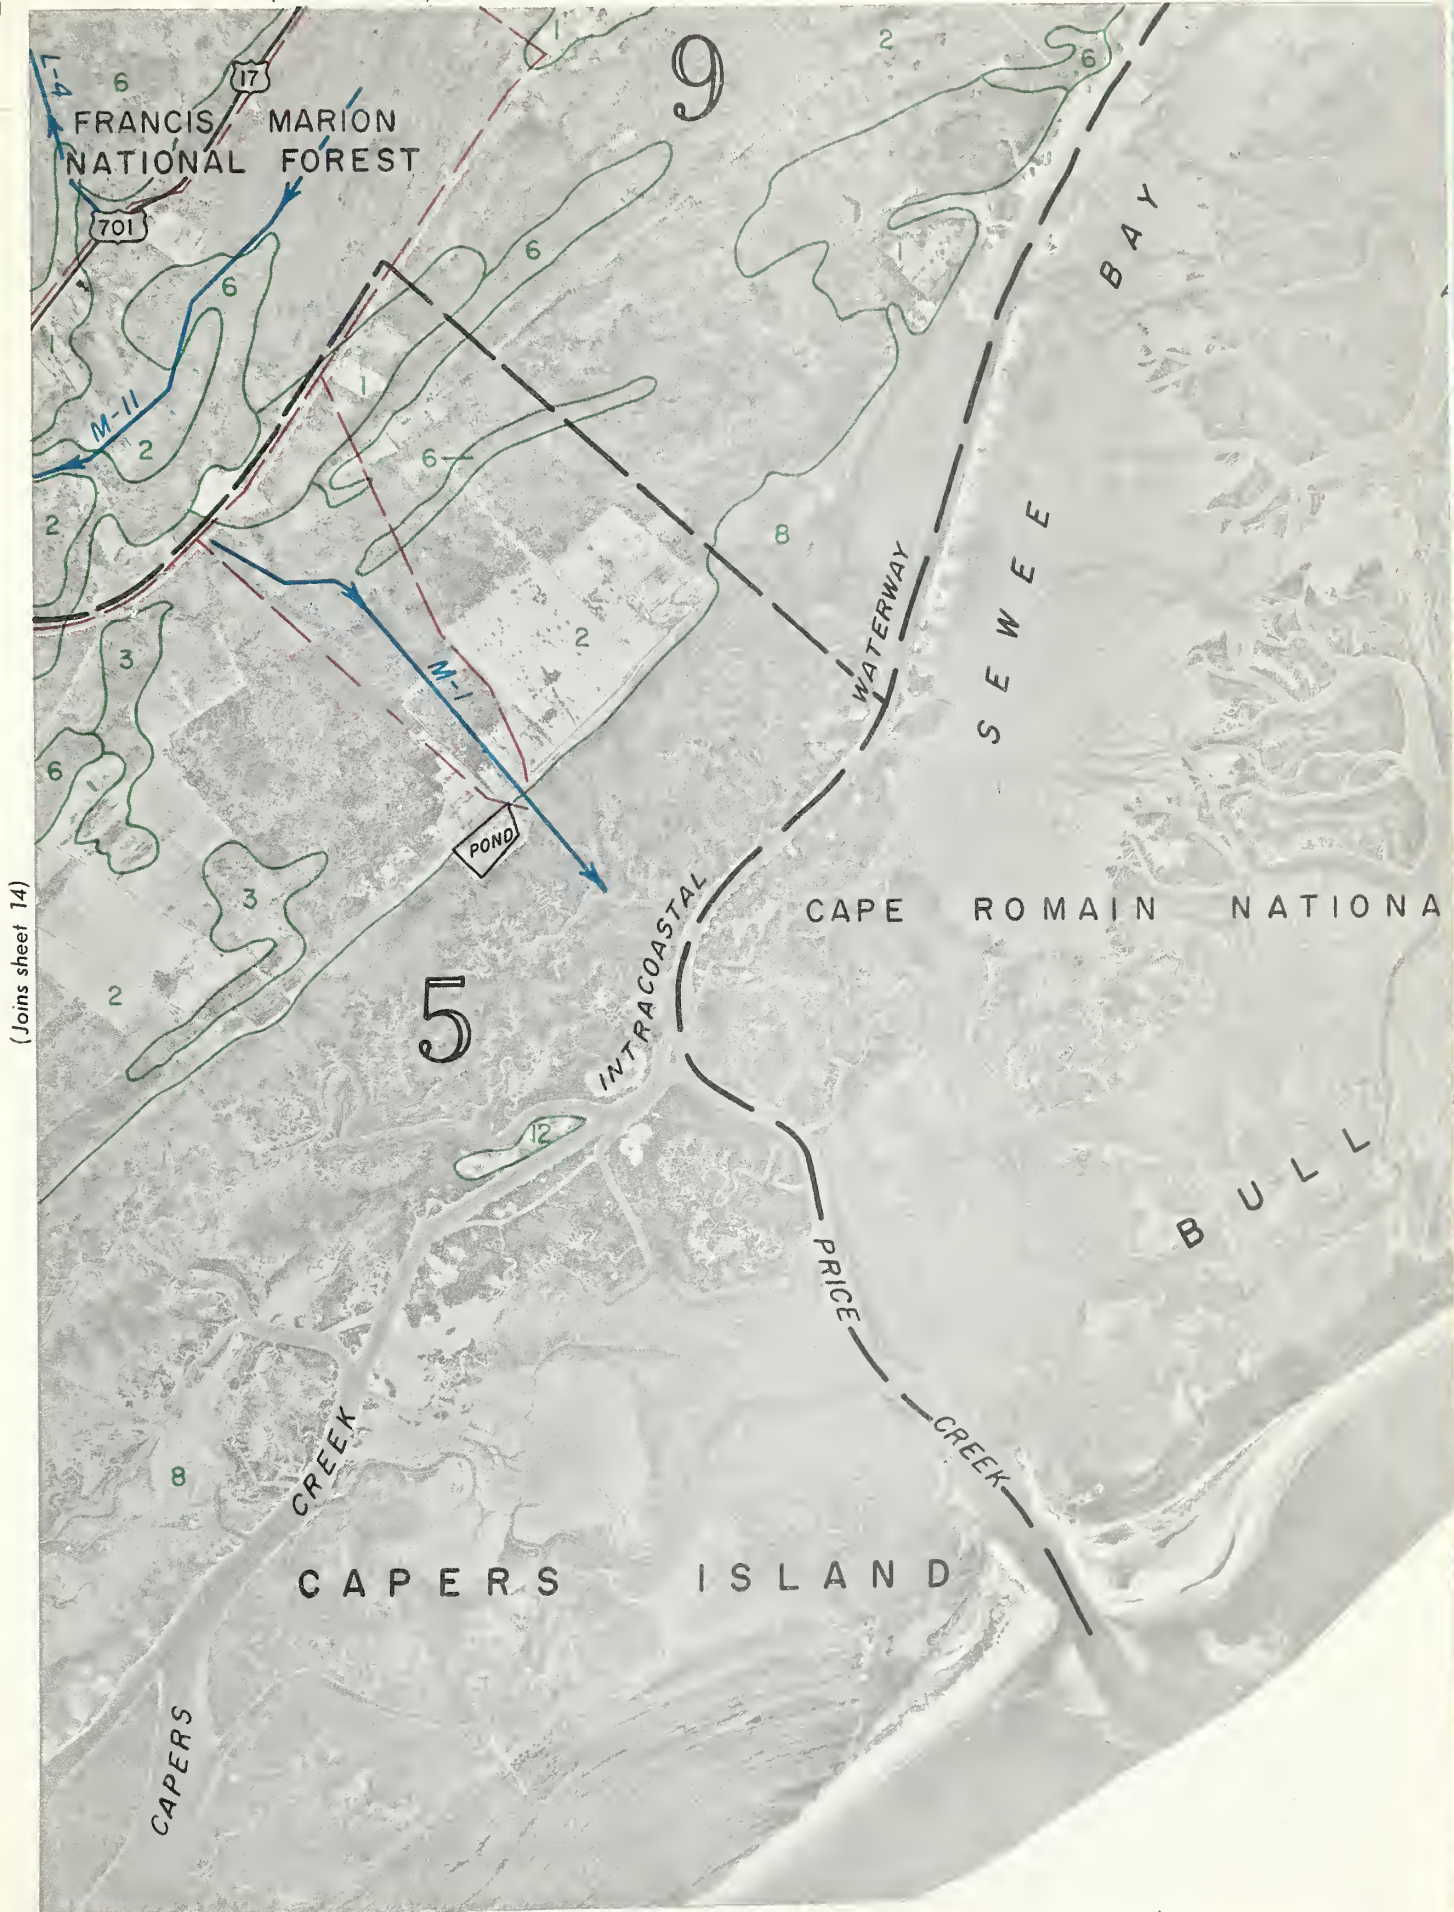 9
2
1
6
L-4
6
17
FRANCIS MARION
NATIONAL FOREST
701
BAY
6
1
6
1
1
M-11
2
6
2
8
SEWEE
WATERWAY
2
3
M-1
6
POND
3
CAPE ROMAIN NATIONA
(Joins sheet 14)
2
5
INTRACOASTAL
12
BULL
PRICE
CREEK
CREEK
8
CAPERS ISLAND
CAPERS